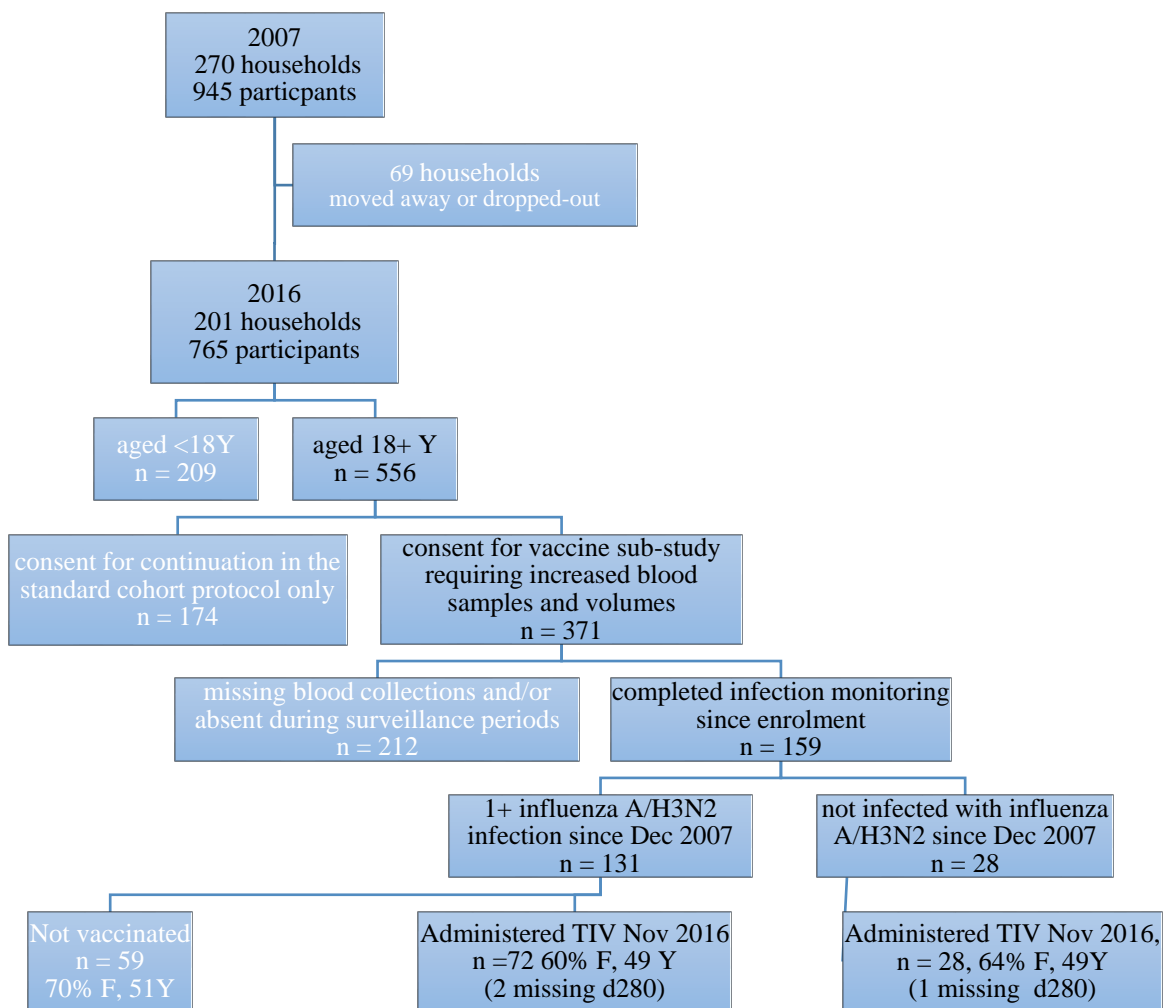 2007
270 households
945 particpants
69 households
moved away or dropped-out
2016
201 households
765 participants
aged <18Y
n = 209
aged 18+ Y
n = 556
consent for continuation in the
standard cohort protocol only
n = 174
consent for vaccine sub-study
requiring increased blood
samples and volumes
n = 371
missing blood collections and/or
absent during surveillance periods
n = 212
completed infection monitoring
since enrolment
n = 159
1+ influenza A/H3N2
infection since Dec 2007
n = 131
not infected with influenza
A/H3N2 since Dec 2007
n = 28
Not vaccinated
n = 59
70% F, 51Y
Administered TIV Nov 2016
n =72 60% F, 49 Y
(2 missing d280)
Administered TIV Nov 2016,
n = 28, 64% F, 49Y
(1 missing d280)